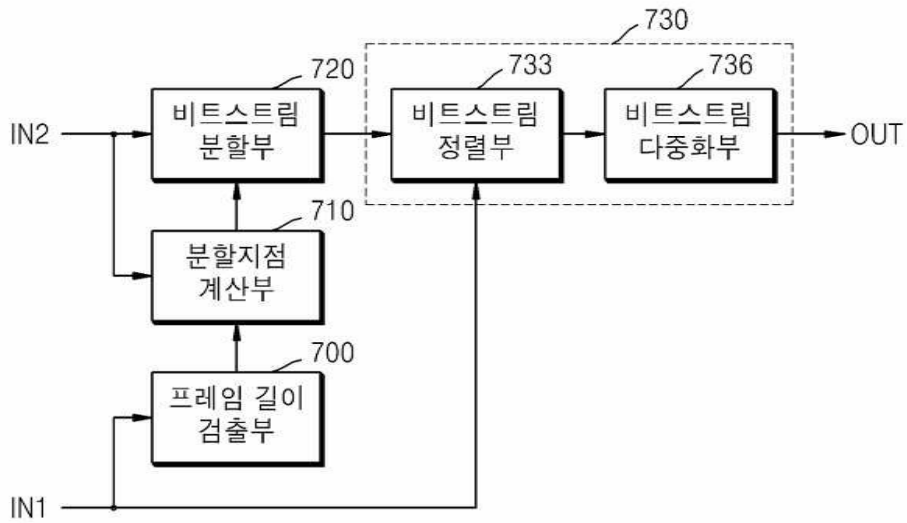 730
720
733
736
IN2
비트스트림
분할부
비트스트림
정렬부
비트스트림
다중화부
OUT
710
분할지점
계산부
700
프레임 길이
검출부
IN1